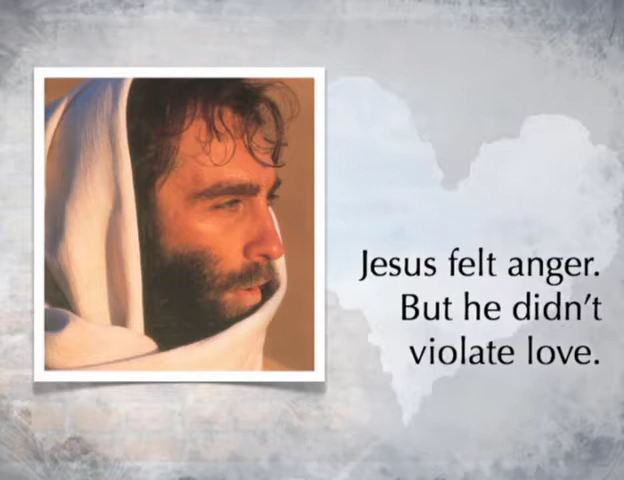 Jesus felt anger.
But he didn’t
violate love.